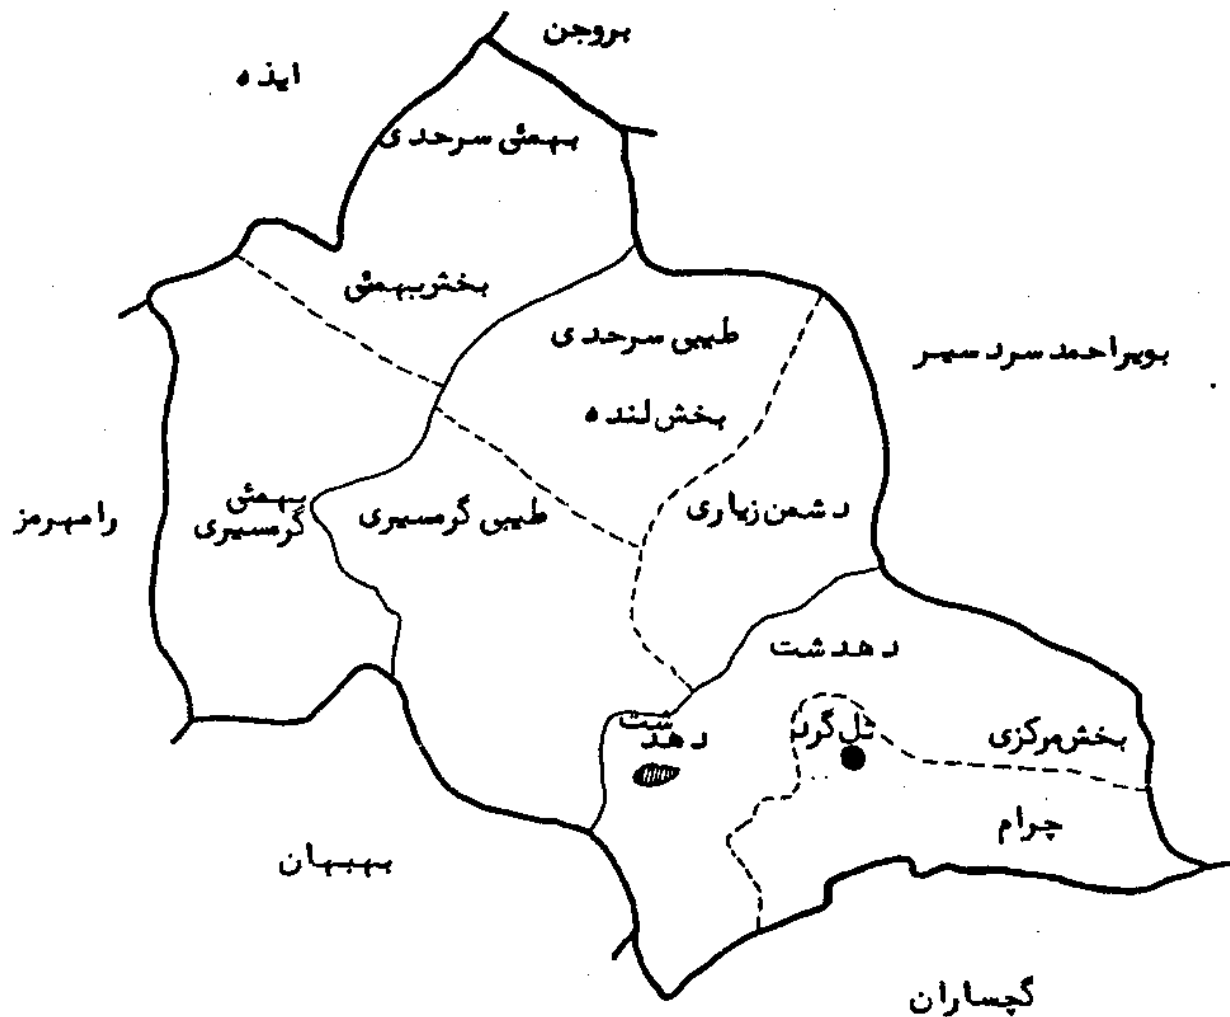 بروجن
ایذه
بهمئی سرحدی
بخش بهمئی
طیبی سرحدی
بویراحمد سردسیر
بخش لنده
بهمئی
گرمسیری
طیبی گرمسیری
دشمن زیاری
رامهرمز
دهدشت
دهدشت
تل گرد
بخش مرکزی
چرام
بهبهان
گچساران